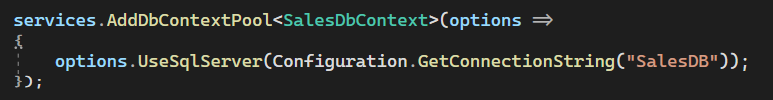 services.AddDbContextPool<SalesDbContext>(options =>
{
    options.UseSqlServer(Configuration.GetConnectionString("SalesDB"));
});